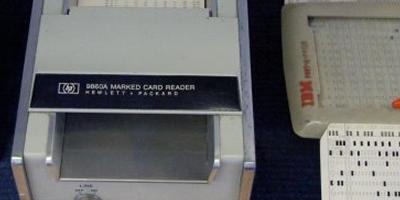 hp
9860A MARKED CARD READER
HEWLETT • PACKARD
LINE
IBM